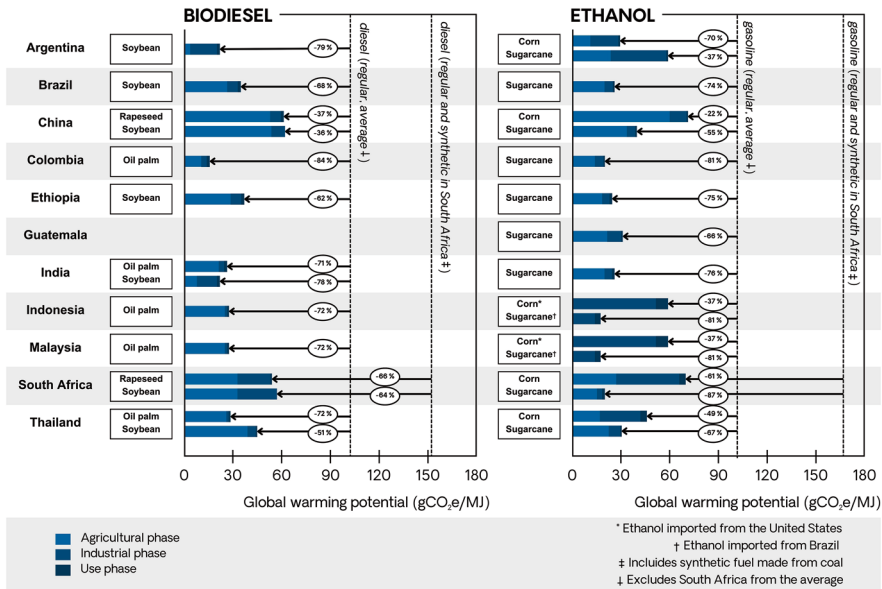 BIODIESEL
ETHANOL
Argentina
Soybean
-79 %
Corn
Sugarcane
-70 %
-37 %
Brazil
Soybean
-68 %
Sugarcane
-74 %
China
Rapeseed
Soybean
-37 %
-36 %
Corn
Sugarcane
-22 %
-55 %
Colombia
Oil palm
-84 %
Sugarcane
-81 %
Ethiopia
Soybean
-62 %
Sugarcane
-75 %
Guatemala
Sugarcane
-66 %
India
Oil palm
Soybean
-71 %
-78 %
Sugarcane
-76 %
Indonesia
Oil palm
-72 %
Corn*
Sugarcane†
-37 %
-81 %
Malaysia
Oil palm
-72 %
Corn*
Sugarcane†
-37 %
-81 %
South Africa
Rapeseed
Soybean
-66 %
-64 %
Corn
Sugarcane
-61 %
-87 %
Thailand
Oil palm
Soybean
-72 %
-51 %
Corn
Sugarcane
-49 %
-67 %
diesel (regular, average⸸)
diesel (regular and synthetic in South Africa‡)
gasoline (regular, average⸸)
gasoline (regular and synthetic in South Africa‡)
0 30 60 90 120 150 180
0 30 60 90 120 150 180
Global warming potential (gCO₂e/MJ)
Global warming potential (gCO₂e/MJ)
Agricultural phase
Industrial phase
Use phase
* Ethanol imported from the United States
† Ethanol imported from Brazil
‡ Includes synthetic fuel made from coal
⸸ Excludes South Africa from the average